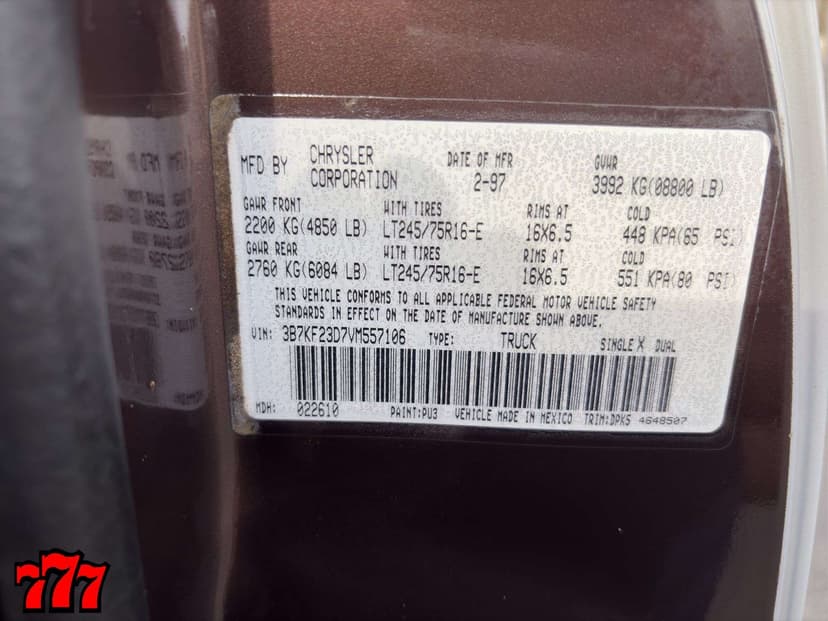 MFD BY CHRYSLER CORPORATION DATE OF MFR 2-97 GVWR 3992 KG(08800 LB)
GAWR FRONT WITH TIRES RIMS AT COLD
2200 KG(4850 LB) LT245/75R16-E 16X6.5 448 KPA(65 PSI)
GAWR REAR WITH TIRES RIMS AT COLD
2760 KG(6084 LB) LT245/75R16-E 16X6.5 551 KPA(80 PSI)
THIS VEHICLE CONFORMS TO ALL APPLICABLE FEDERAL MOTOR VEHICLE SAFETY
STANDARDS IN EFFECT ON THE DATE OF MANUFACTURE SHOWN ABOVE.
VIN: 3B7KF23D7VM557106 TYPE: TRUCK SINGLE X DUAL
MDH: 022610 PAINT:PU3 VEHICLE MADE IN MEXICO TRIM:DPK5 4648507
777